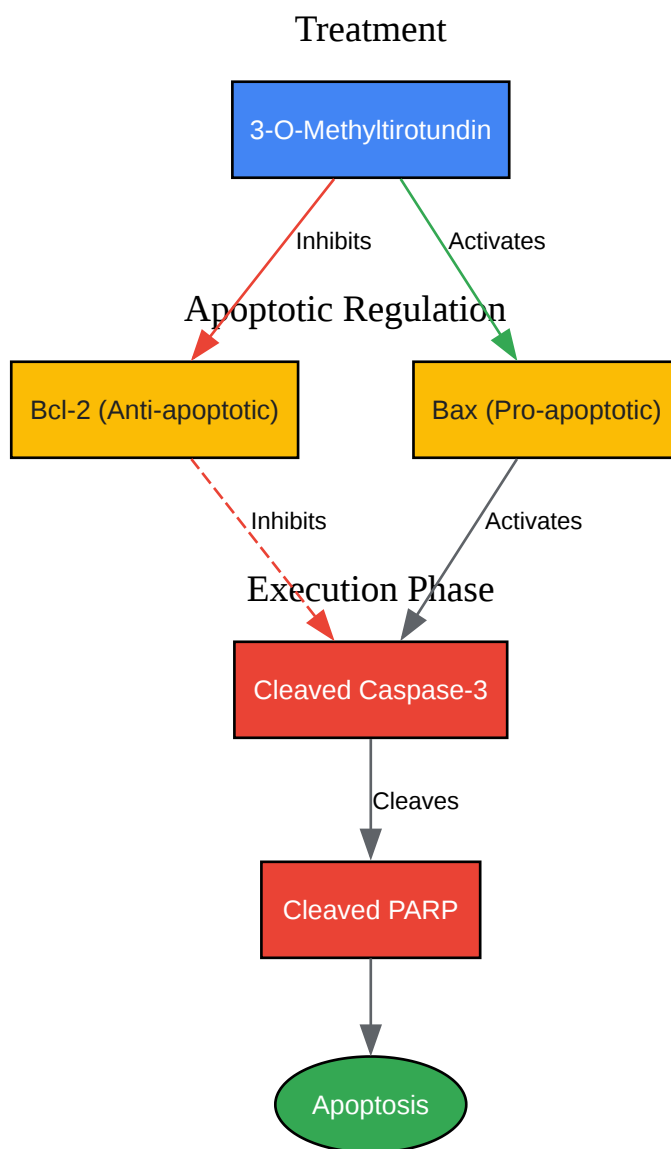 Treatment
3-O-Methyltirotundin
Inhibits
Activates
Apoptotic Regulation
Bcl-2 (Anti-apoptotic)
Bax (Pro-apoptotic)
Inhibits
Activates
Execution Phase
Cleaved Caspase-3
Cleaves
Cleaved PARP
Apoptosis